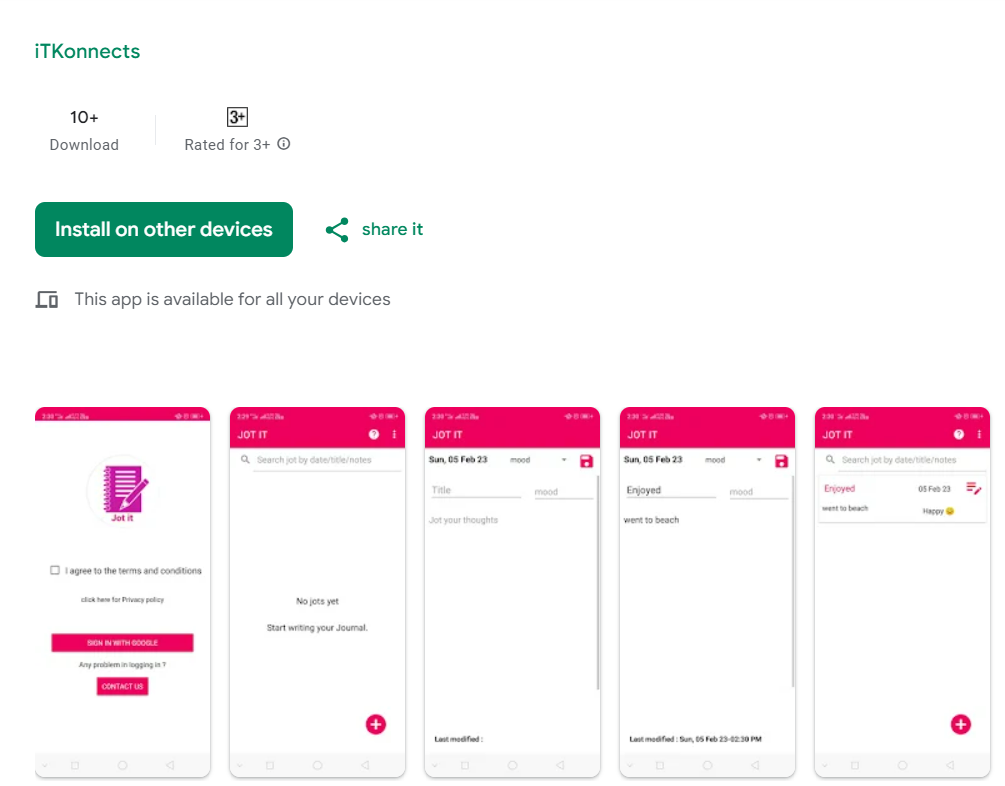 iTKonnects
10+
Download
3+
Rated for 3+
Install on other devices
share it
This app is available for all your devices
Jot it
I agree to the terms and conditions
click here for Privacy policy
SIGN IN WITH GOOGLE
Any problem in logging in ?
CONTACT US
JOT IT
Search jot by date/title/notes
No jots yet
Start writing your Journal.
JOT IT
Sun, 05 Feb 23 mood
Title
mood
Jot your thoughts
Last modified :
JOT IT
Sun, 05 Feb 23 mood
Enjoyed
mood
went to beach
Last modified : Sun, 05 Feb 23-02:30 PM
JOT IT
Search jot by date/title/notes
Enjoyed 05 Feb 23
went to beach Happy